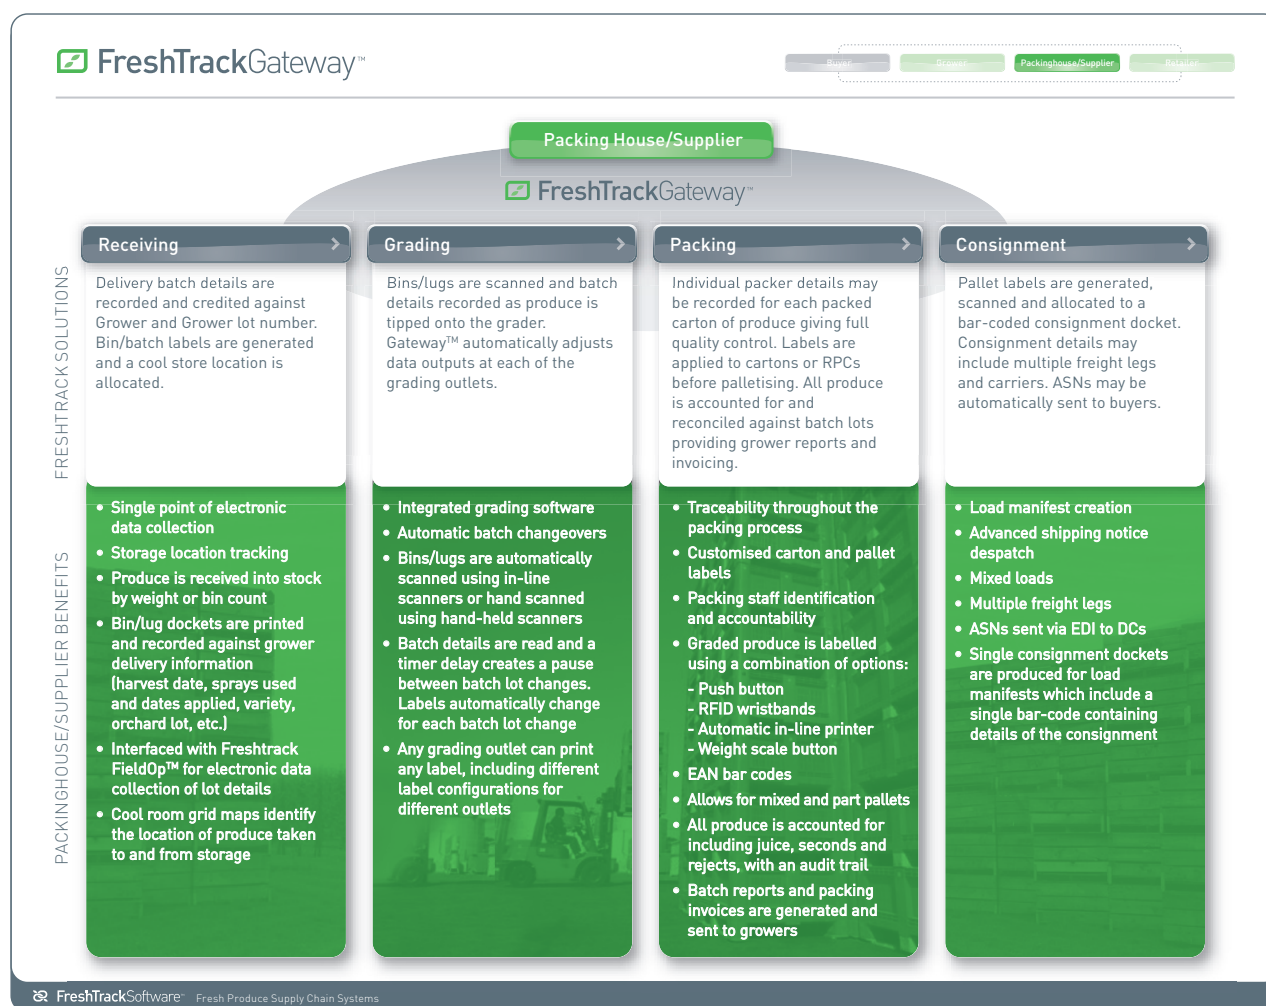 FreshTrackGateway™
Buyer
Grower
Packinghouse/Supplier
Retailer
Packing House/Supplier
FreshTrackGateway™
FRESHTRACK SOLUTIONS
Receiving
Delivery batch details are
recorded and credited against
Grower and Grower lot number.
Bin/batch labels are generated
and a cool store location is
allocated.
Grading
Bins/lugs are scanned and batch
details recorded as produce is
tipped onto the grader.
Gateway™ automatically adjusts
data outputs at each of the
grading outlets.
Packing
Individual packer details may
be recorded for each packed
carton of produce giving full
quality control. Labels are
applied to cartons or RPCs
before palletising. All produce
is accounted for and
reconciled against batch lots
providing grower reports and
invoicing.
Consignment
Pallet labels are generated,
scanned and allocated to a
bar-coded consignment docket.
Consignment details may
include multiple freight legs
and carriers. ASNs may be
automatically sent to buyers.
PACKINGHOUSE/SUPPLIER BENEFITS
• Single point of electronic
data collection
• Storage location tracking
• Produce is received into stock
by weight or bin count
• Bin/lug dockets are printed
and recorded against grower
delivery information
(harvest date, sprays used
and dates applied, variety,
orchard lot, etc.)
• Interfaced with Freshtrack
FieldOp™ for electronic data
collection of lot details
• Cool room grid maps identify
the location of produce taken
to and from storage
• Integrated grading software
• Automatic batch changeovers
• Bins/lugs are automatically
scanned using in-line
scanners or hand scanned
using hand-held scanners
• Batch details are read and a
timer delay creates a pause
between batch lot changes.
Labels automatically change
for each batch lot change
• Any grading outlet can print
any label, including different
label configurations for
different outlets
• Traceability throughout the
packing process
• Customised carton and pallet
labels
• Packing staff identification
and accountability
• Graded produce is labelled
using a combination of options:
- Push button
- RFID wristbands
- Automatic in-line printer
- Weight scale button
• EAN bar codes
• Allows for mixed and part pallets
• All produce is accounted for
including juice, seconds and
rejects, with an audit trail
• Batch reports and packing
invoices are generated and
sent to growers
• Load manifest creation
• Advanced shipping notice
despatch
• Mixed loads
• Multiple freight legs
• ASNs sent via EDI to DCs
• Single consignment dockets
are produced for load
manifests which include a
single bar-code containing
details of the consignment
FreshTrackSoftware™ Fresh Produce Supply Chain Systems